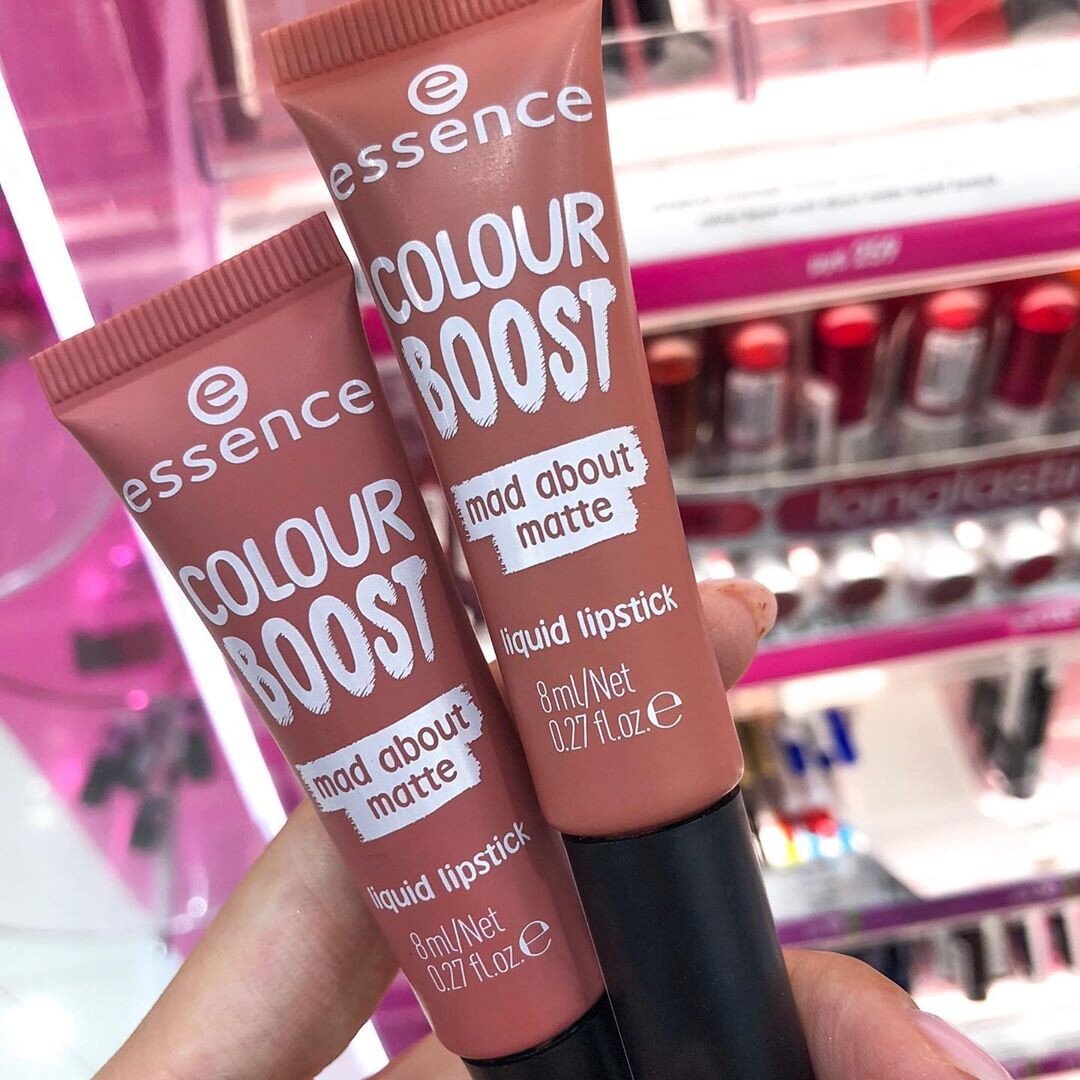 e
essence
COLOUR
BOOST
mad about
matte
liquid lipstick
8 ml/Net
0.27 fl.oz.e
e
essence
COLOUR
BOOST
mad about
matte
liquid lipstick
8 ml/Net
0.27 fl.oz.e
longlasting